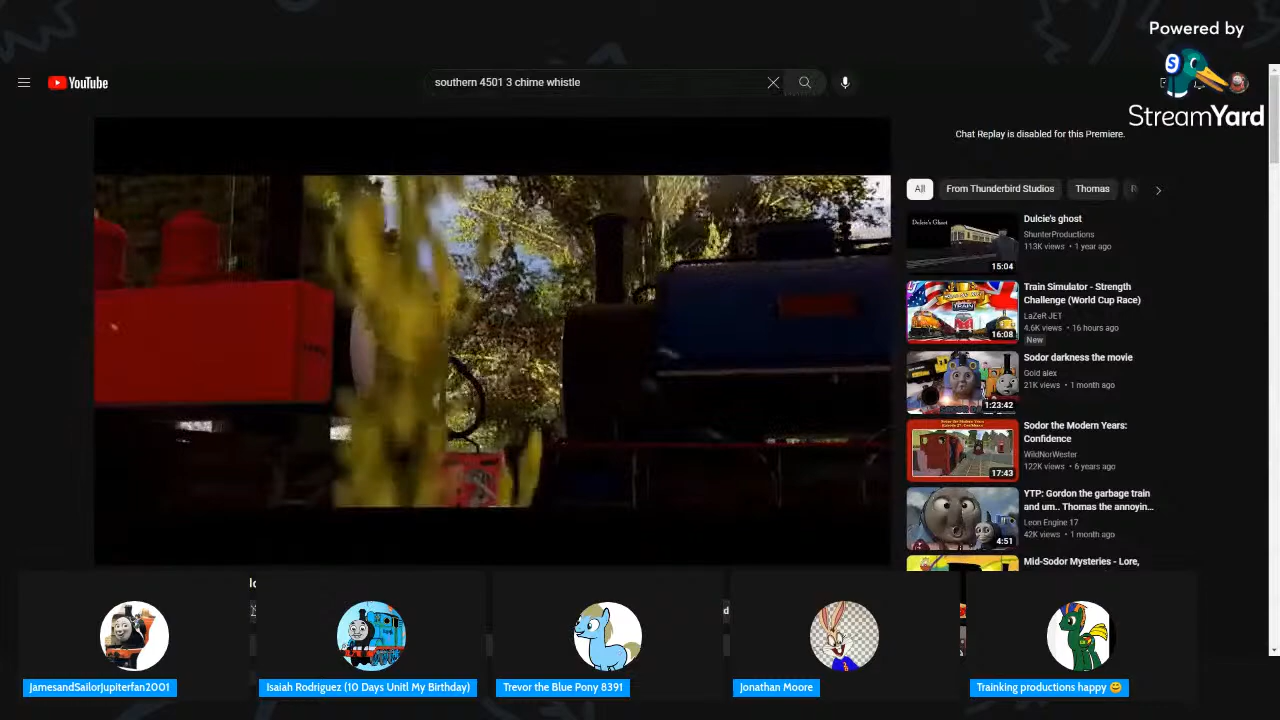 Powered by
StreamYard
YouTube
southern 4501 3 chime whistle
Chat Replay is disabled for this Premiere.
All
From Thunderbird Studios
Thomas
Dulcie's Ghost
15:04
Dulcie's ghost
ShunterProductions
113K views • 1 year ago
16:08
Train Simulator - Strength
Challenge (World Cup Race)
LaZeR JET
4.6K views • 16 hours ago
New
1:23:42
Sodor darkness the movie
Gold alex
21K views • 1 month ago
17:43
Sodor the Modern Years:
Confidence
WildNorWester
122K views • 6 years ago
4:51
YTP: Gordon the garbage train
and um.. Thomas the annoyin...
Leon Engine 17
42K views • 1 month ago
Mid-Sodor Mysteries - Lore,
JamesandSailorJupiterfan2001
Isaiah Rodriguez (10 Days Unitl My Birthday)
Trevor the Blue Pony 8391
Jonathan Moore
Trainking productions happy 😊